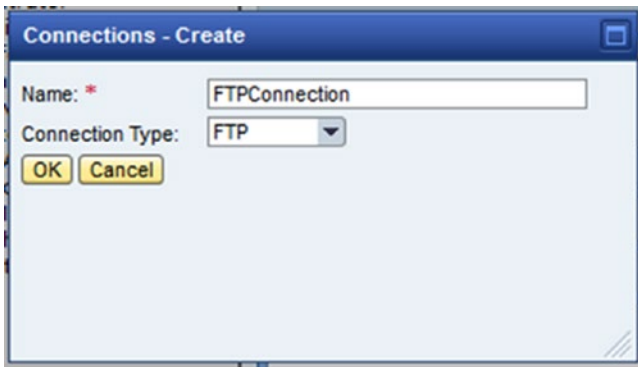 Connections - Create
Name: *
FTPConnection
Connection Type:
FTP
OK Cancel